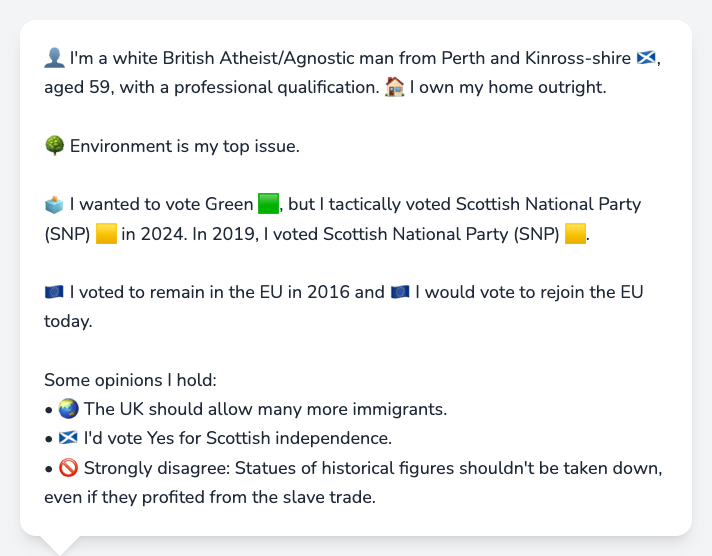 👤 I'm a white British Atheist/Agnostic man from Perth and Kinross-shire 🏴󠁧󠁢󠁳󠁣󠁴󠁿,
aged 59, with a professional qualification. 🏠 I own my home outright.
🌳 Environment is my top issue.
🗳️ I wanted to vote Green 🟩, but I tactically voted Scottish National Party
(SNP) 🟨 in 2024. In 2019, I voted Scottish National Party (SNP) 🟨.
🇪🇺 I voted to remain in the EU in 2016 and 🇪🇺 I would vote to rejoin the EU
today.
Some opinions I hold:
• 🌏 The UK should allow many more immigrants.
• 🏴󠁧󠁢󠁳󠁣󠁴󠁿 I'd vote Yes for Scottish independence.
• 🚫 Strongly disagree: Statues of historical figures shouldn't be taken down,
even if they profited from the slave trade.